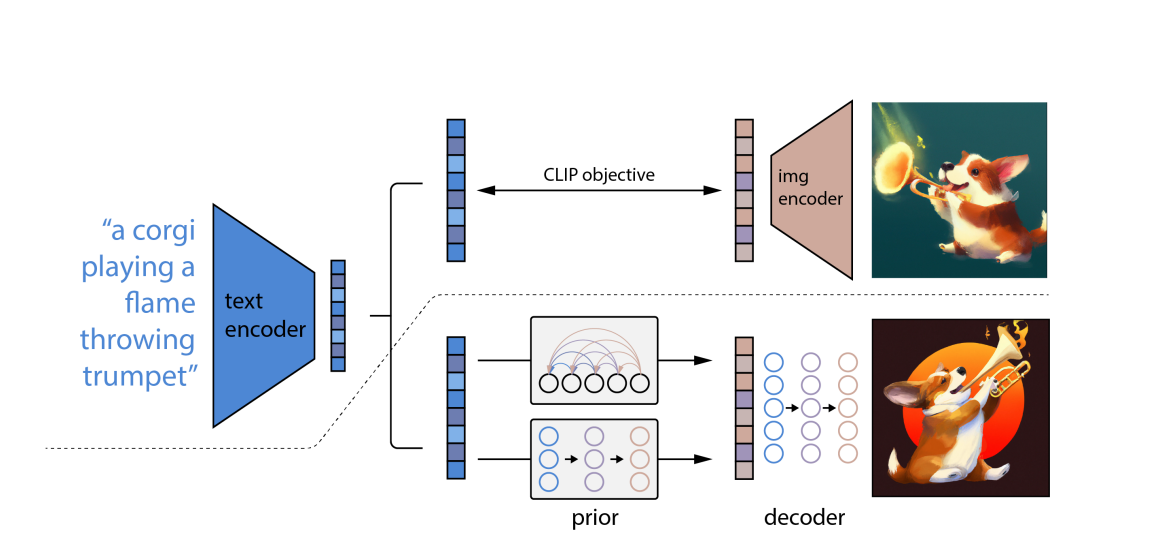 “a corgi
playing a
flame
throwing
trumpet”
text
encoder
CLIP objective
img
encoder
prior
decoder